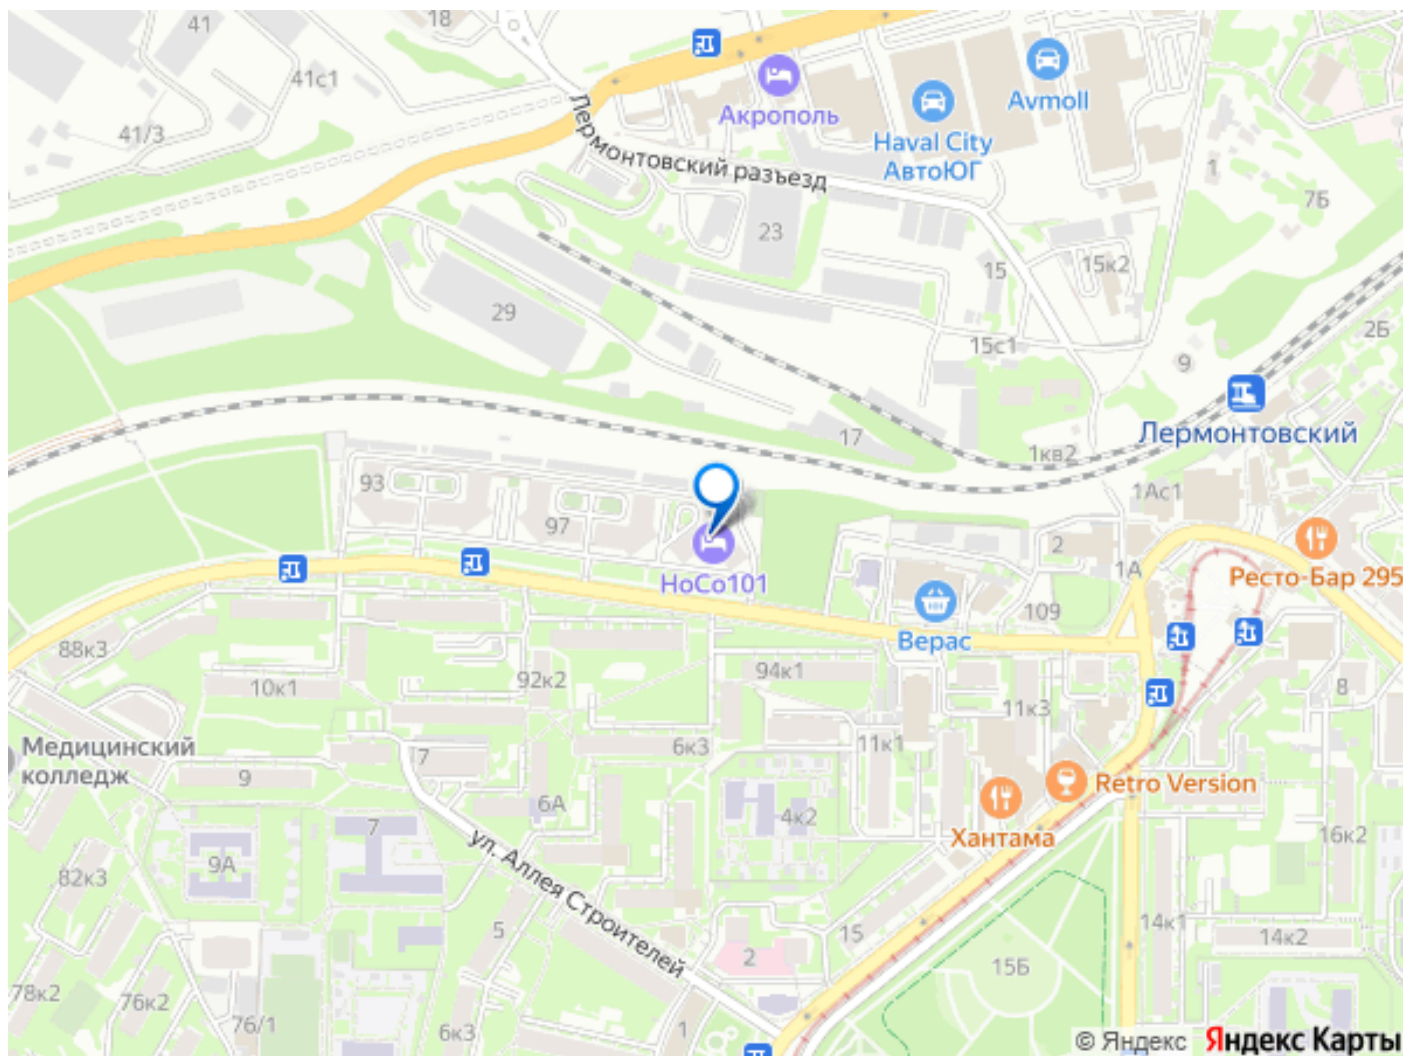 18
41
41с1
41/3
Лермонтовский разъезд
Акрополь
Avmoll
Haval City
АвтоЮГ
1
7Б
23
15
15к2
29
15с1
9
2Б
17
1кв2
Лермонтовский
93
97
1Ас1
НоСо101
2
1А
Ресто-Бар 295
109
Верас
88к3
10к1
92к2
94к1
8
11к3
11к1
6к3
7
Медицинский
колледж
9
6А
4к2
Retro Version
Хантама
16к2
7
9А
82к3
ул. Аллея Строителей
5
15
14к1
14к2
2
15Б
78к2
76к2
76/1
6к3
1
© Яндекс Яндекс Карты